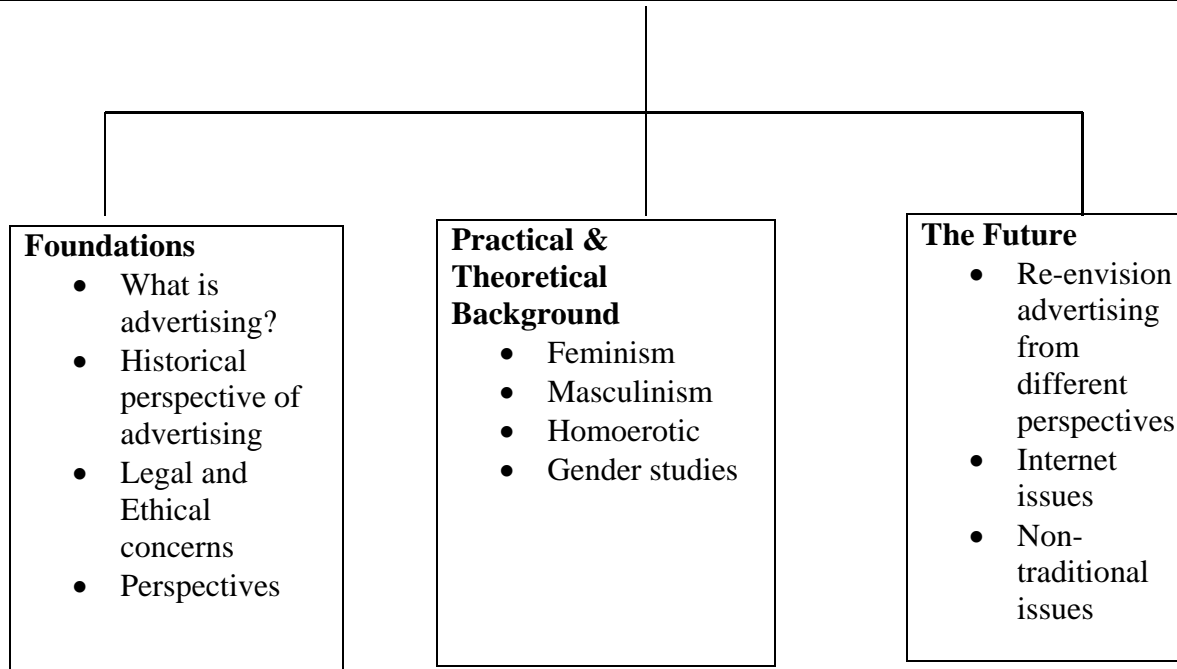 Foundations
• What is
advertising?
• Historical
perspective of
advertising
• Legal and
Ethical
concerns
• Perspectives
Practical &
Theoretical
Background
• Feminism
• Masculinism
• Homoerotic
• Gender studies
The Future
• Re-envision
advertising
from
different
perspectives
• Internet
issues
• Non-
traditional
issues